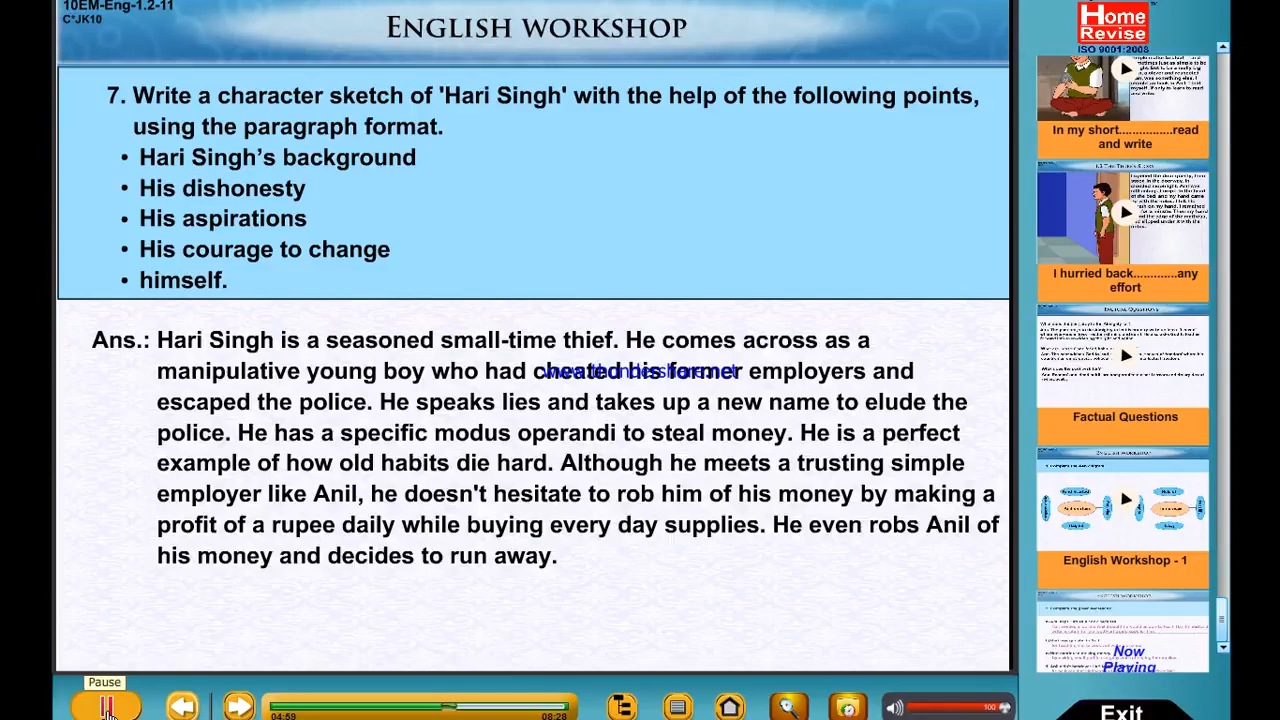 10EM-Eng-1.2-11
C*JK10
ENGLISH WORKSHOP
7. Write a character sketch of 'Hari Singh' with the help of the following points,
using the paragraph format.
• Hari Singh's background
• His dishonesty
• His aspirations
• His courage to change
• himself.
Ans.: Hari Singh is a seasoned small-time thief. He comes across as a
manipulative young boy who had cheated his former employers and
escaped the police. He speaks lies and takes up a new name to elude the
police. He has a specific modus operandi to steal money. He is a perfect
example of how old habits die hard. Although he meets a trusting simple
employer like Anil, he doesn't hesitate to rob him of his money by making a
profit of a rupee daily while buying every day supplies. He even robs Anil of
his money and decides to run away.
www.thundershare.net
Home
Revise
ISO 9001:2008
In my short................read
and write
I hurried back............any
effort
Factual Questions
ENGLISH WORKSHOP
English Workshop - 1
ENGLISH WORKSHOP
Now
Playing
Pause
04:59
08:28
100
Exit